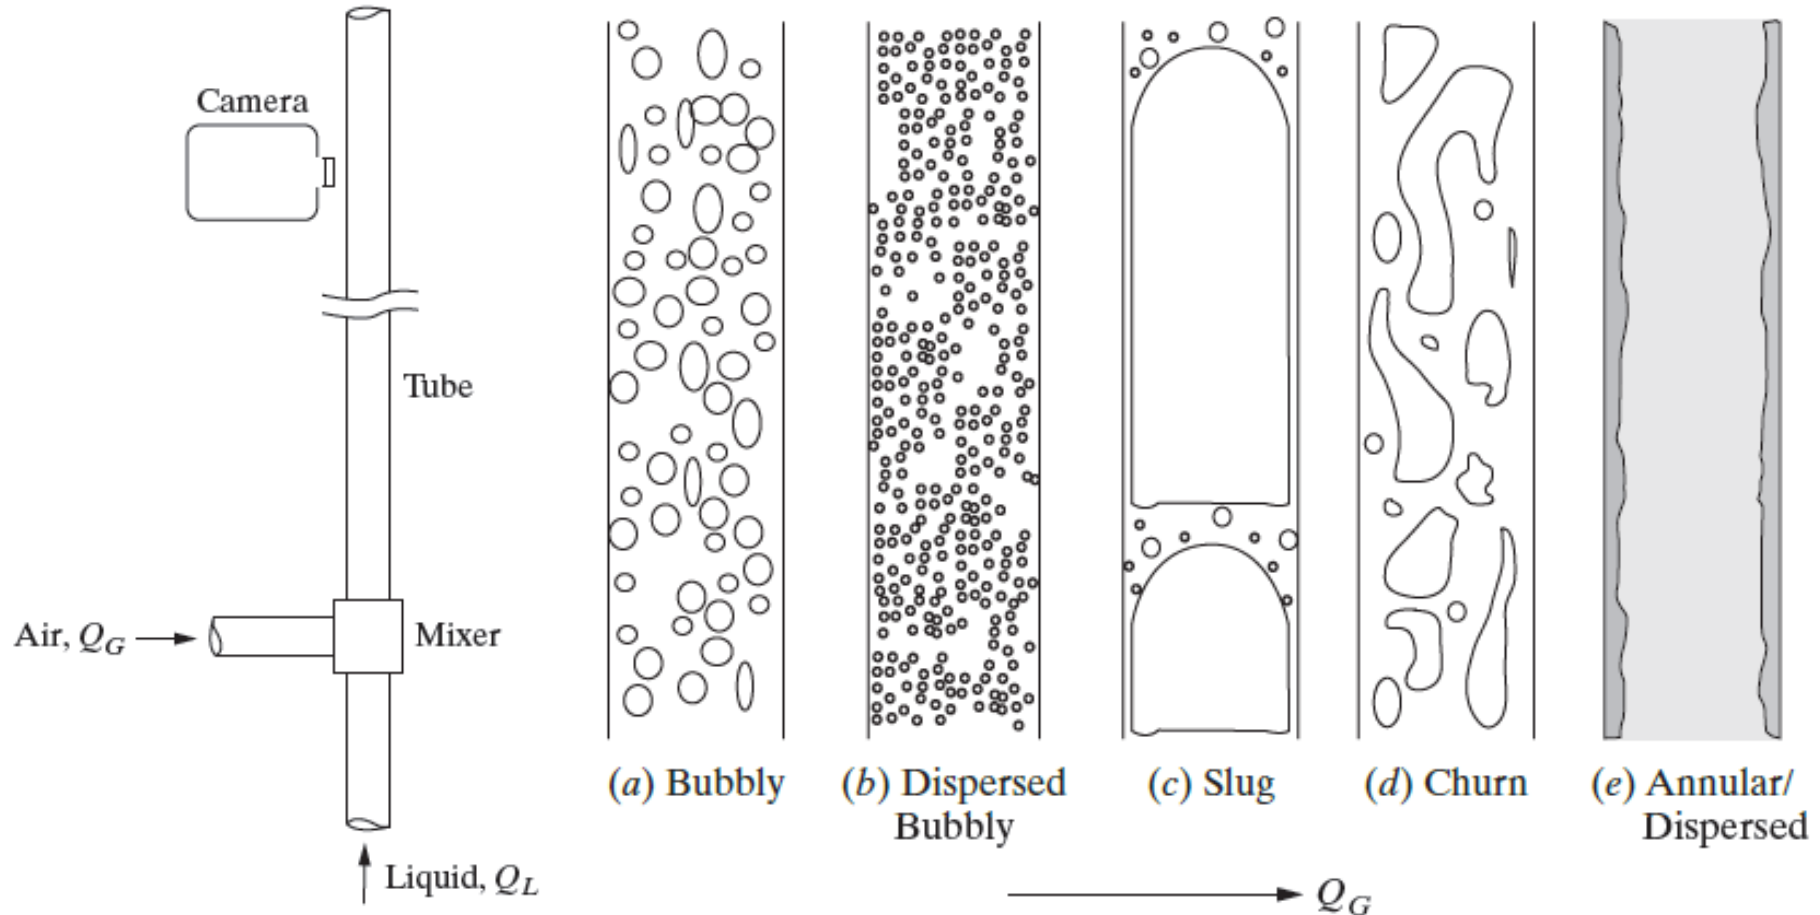 Camera
Tube
Air, Q_G
Mixer
Liquid, Q_L
(a) Bubbly
(b) Dispersed
Bubbly
(c) Slug
(d) Churn
(e) Annular/
Dispersed
Q_G